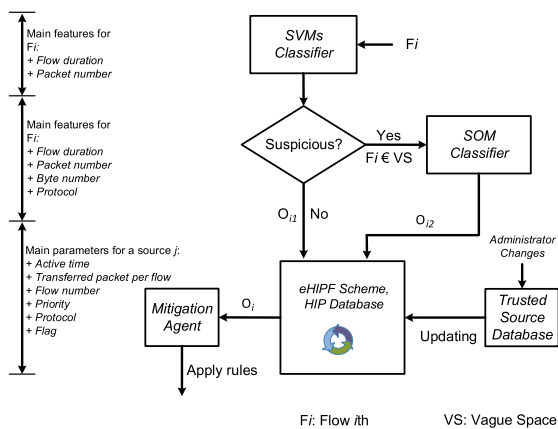 Main features for
Fi:
+ Flow duration
+ Packet number
Main features for
Fi:
+ Flow duration
+ Packet number
+ Byte number
+ Protocol
Main parameters for a source j:
+ Active time
+ Transferred packet per flow
+ Flow number
+ Priority
+ Protocol
+ Flag
SVMs
Classifier
Fi
Suspicious?
Yes
Fi € VS
SOM
Classifier
Oi1
No
Oi2
Administrator
Changes
eHIPF Scheme,
HIP Database
Trusted
Source
Database
Updating
Oi
Mitigation
Agent
Apply rules
Fi: Flow ith
VS: Vague Space